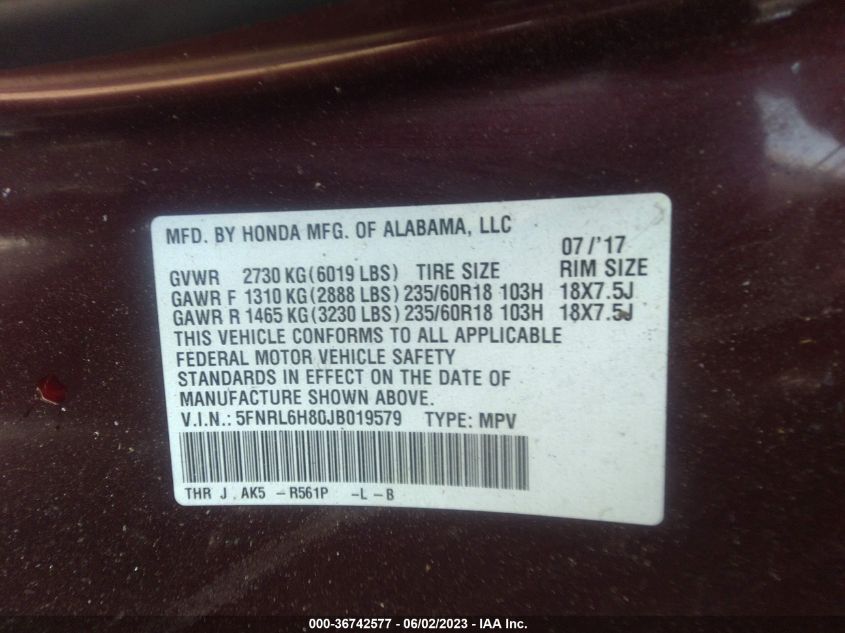 MFD. BY HONDA MFG. OF ALABAMA, LLC
07/'17
GVWR 2730 KG(6019 LBS) TIRE SIZE RIM SIZE
GAWR F 1310 KG(2888 LBS) 235/60R18 103H 18X7.5J
GAWR R 1465 KG(3230 LBS) 235/60R18 103H 18X7.5J
THIS VEHICLE CONFORMS TO ALL APPLICABLE
FEDERAL MOTOR VEHICLE SAFETY
STANDARDS IN EFFECT ON THE DATE OF
MANUFACTURE SHOWN ABOVE.
V.I.N.: 5FNRL6H80JB019579 TYPE: MPV
THR J AK5 -R561P -L-B
000-36742577 - 06/02/2023 - IAA Inc.